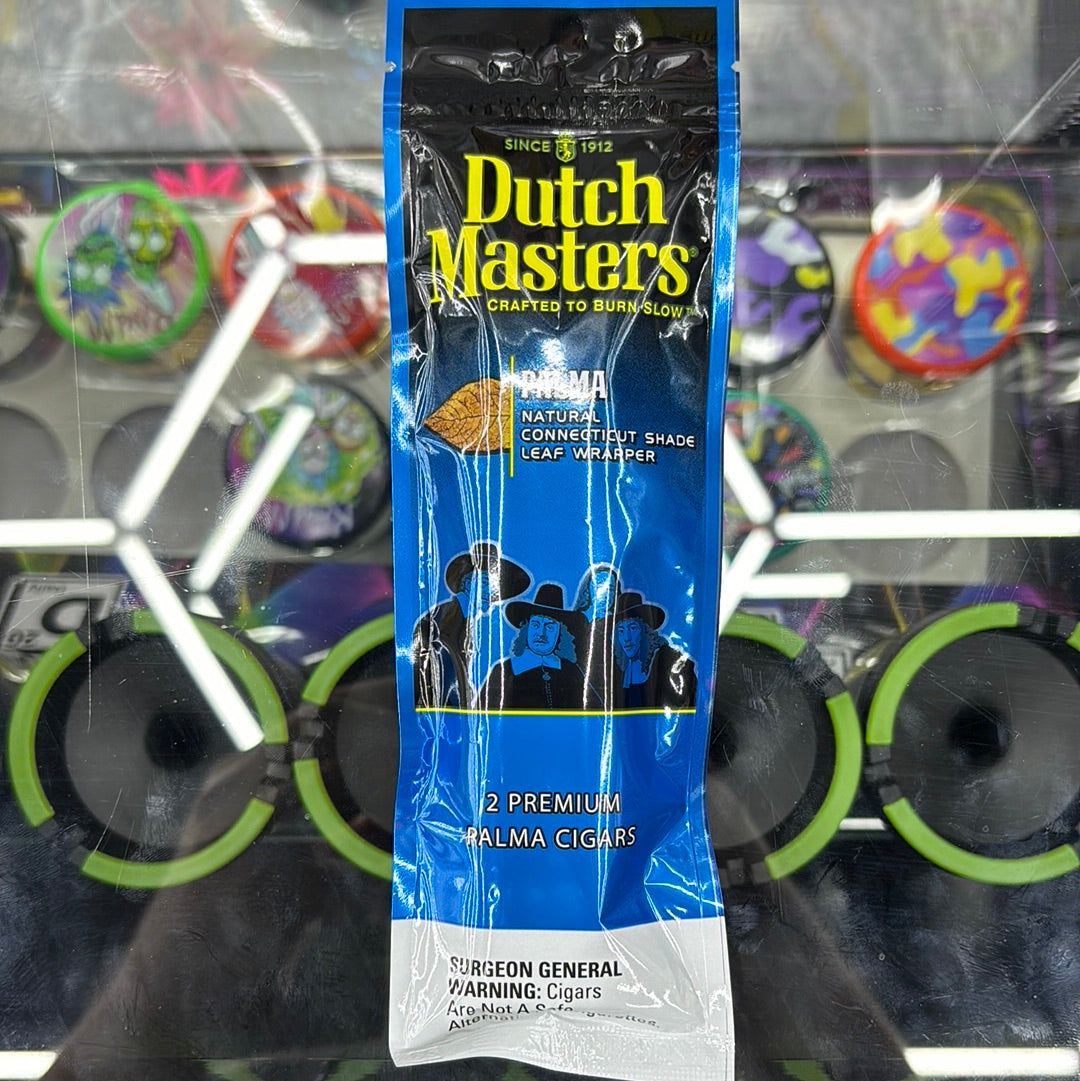 SINCE 1912
Dutch
Masters®
CRAFTED TO BURN SLOW™
PALMA
NATURAL
CONNECTICUT SHADE
LEAF WRAPPER
2 PREMIUM
PALMA CIGARS
SURGEON GENERAL
WARNING: Cigars
Are Not A Safe